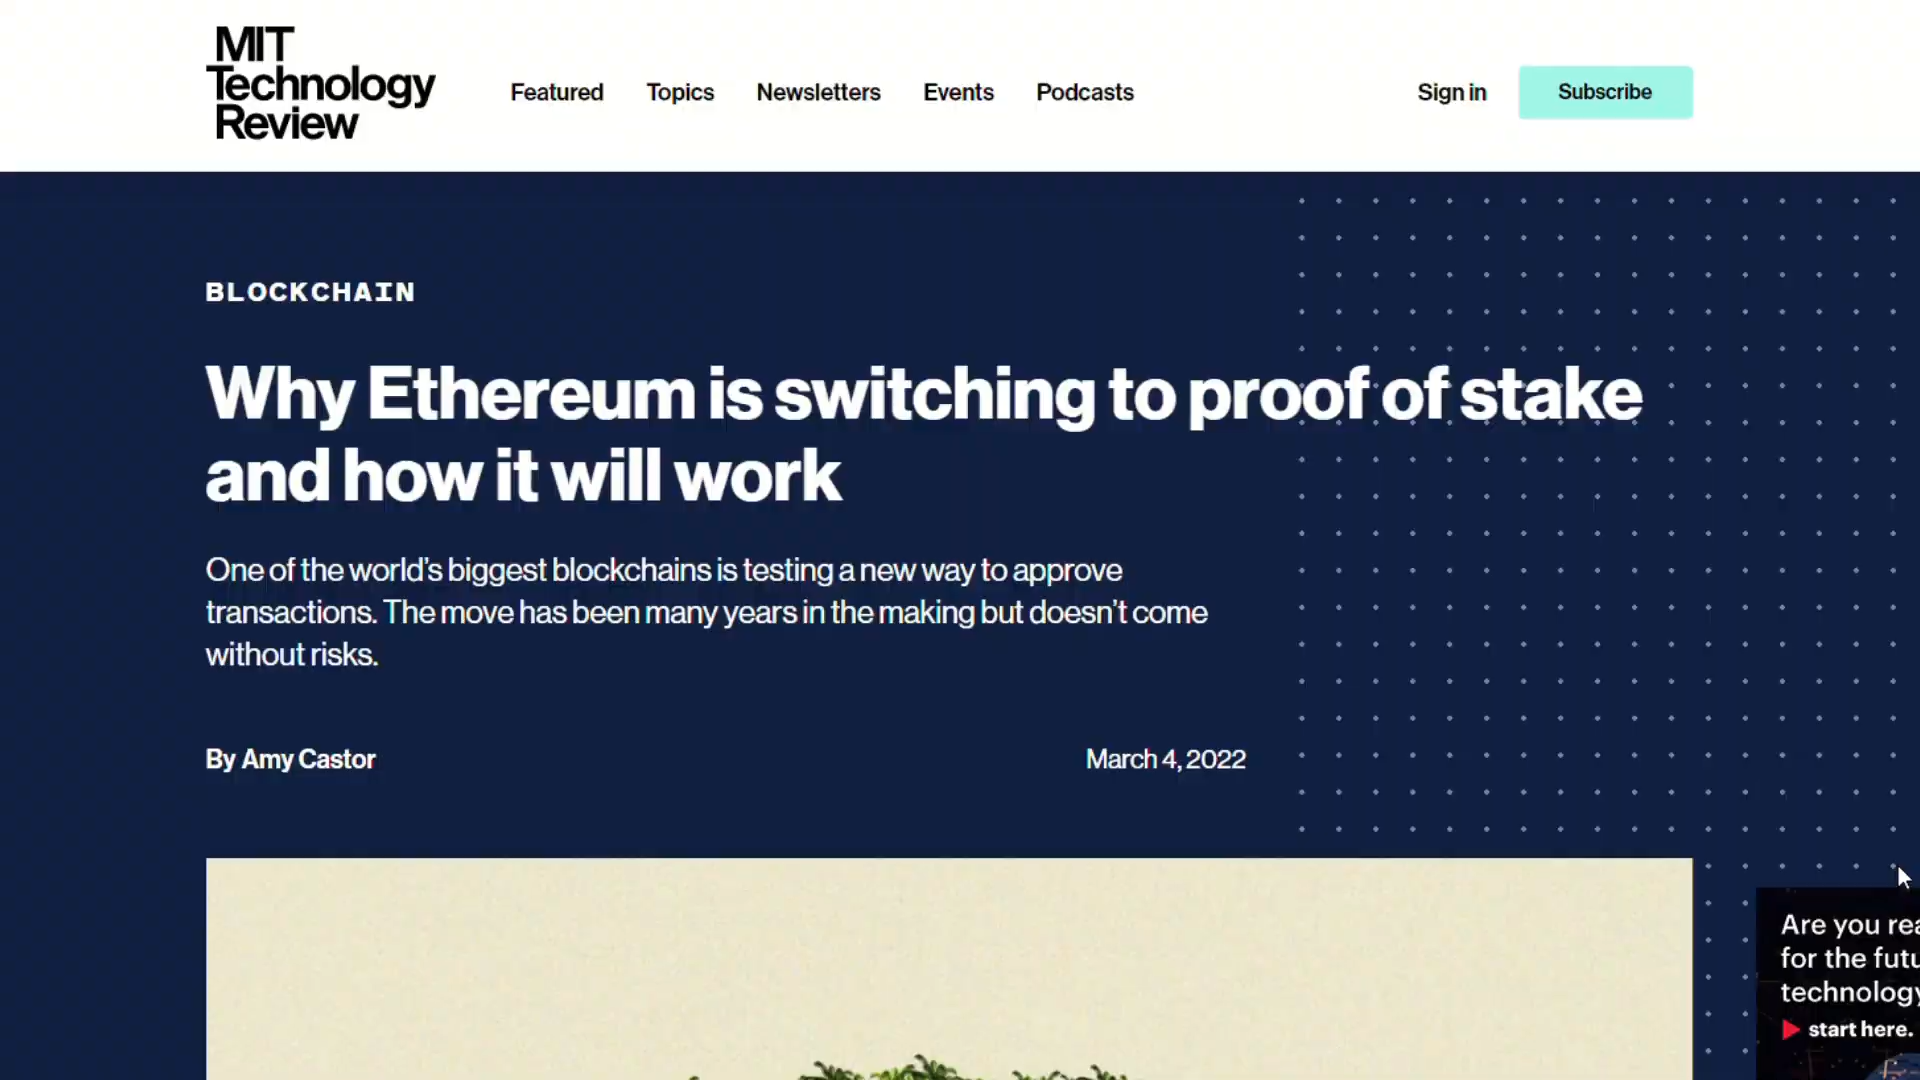 MIT
Technology
Review
Featured Topics Newsletters Events Podcasts Sign in Subscribe
BLOCKCHAIN
Why Ethereum is switching to proof of stake
and how it will work
One of the world’s biggest blockchains is testing a new way to approve
transactions. The move has been many years in the making but doesn’t come
without risks.
By Amy Castor March 4, 2022
Are you
for the
technology
start here.